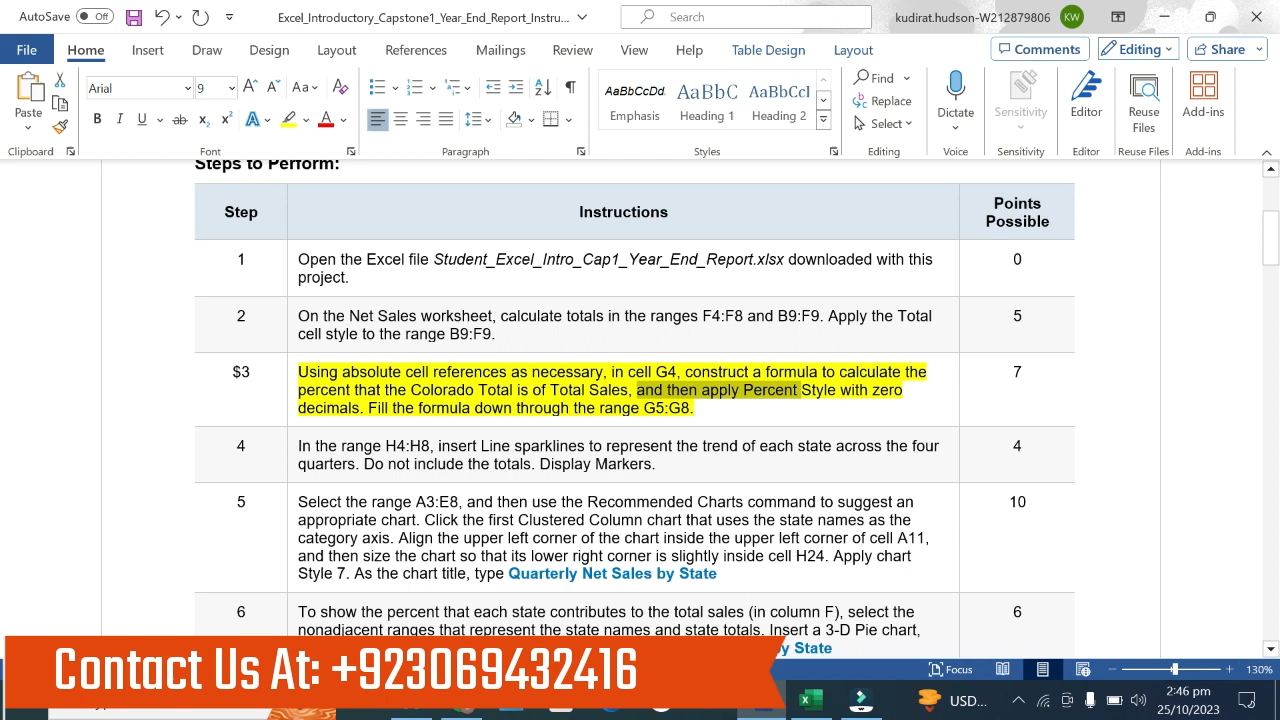 AutoSave Off Excel_Introductory_Capstone1_Year_End_Report_Instru... Search kudirat.hudson-W212879806 KW
File Home Insert Draw Design Layout References Mailings Review View Help Table Design Layout Comments Editing Share
Paste Arial 9 Aa A A AaBbCcDd AaBbC AaBbCcI Find Replace Select Dictate Sensitivity Editor Reuse Files Add-ins
B I U ab x₂ x² A A Emphasis Heading 1 Heading 2
Clipboard Font Paragraph Styles Editing Voice Sensitivity Editor Reuse Files Add-ins
Steps to Perform:
Step Instructions Points Possible
1 Open the Excel file Student_Excel_Intro_Cap1_Year_End_Report.xlsx downloaded with this 0
project.
2 On the Net Sales worksheet, calculate totals in the ranges F4:F8 and B9:F9. Apply the Total 5
cell style to the range B9:F9.
$3 Using absolute cell references as necessary, in cell G4, construct a formula to calculate the 7
percent that the Colorado Total is of Total Sales, and then apply Percent Style with zero
decimals. Fill the formula down through the range G5:G8.
4 In the range H4:H8, insert Line sparklines to represent the trend of each state across the four 4
quarters. Do not include the totals. Display Markers.
5 Select the range A3:E8, and then use the Recommended Charts command to suggest an 10
appropriate chart. Click the first Clustered Column chart that uses the state names as the
category axis. Align the upper left corner of the chart inside the upper left corner of cell A11,
and then size the chart so that its lower right corner is slightly inside cell H24. Apply chart
Style 7. As the chart title, type Quarterly Net Sales by State
6 To show the percent that each state contributes to the total sales (in column F), select the 6
nonadjacent ranges that represent the state names and state totals. Insert a 3-D Pie chart,
by State
Contact Us At: +923069432416
Focus 130%
USD... 2:46 pm
25/10/2023